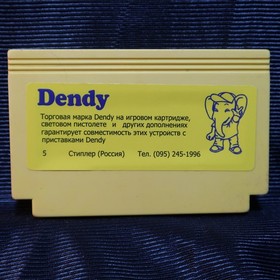 Dendy
Торговая марка Dendy на игровом картридже,
световом пистолете и других дополнениях
гарантирует совместимость этих устройств с
приставками Dendy
5 Стиплер (Россия) Тел. (095) 245-1996